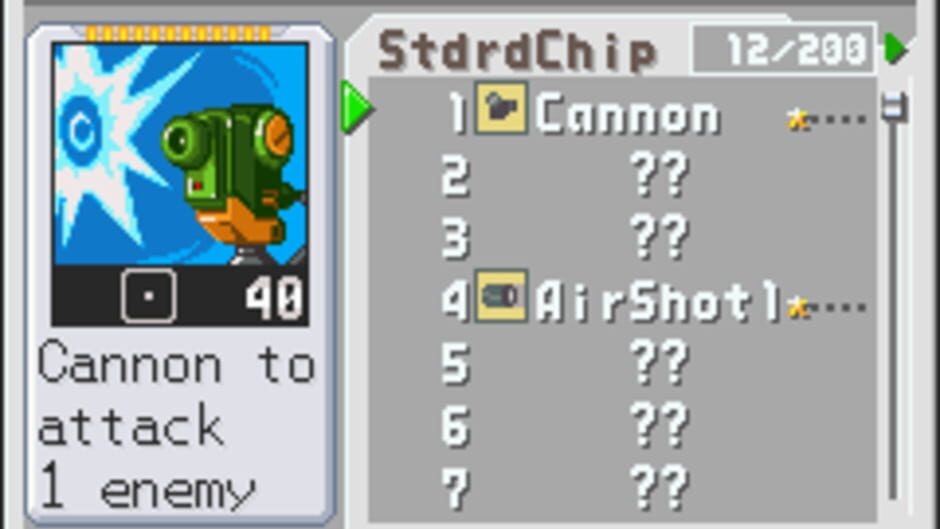 StdrdChip 12/200
1 Cannon
2 ??
3 ??
4 AirShot1
5 ??
6 ??
7 ??
40
Cannon to
attack
1 enemy